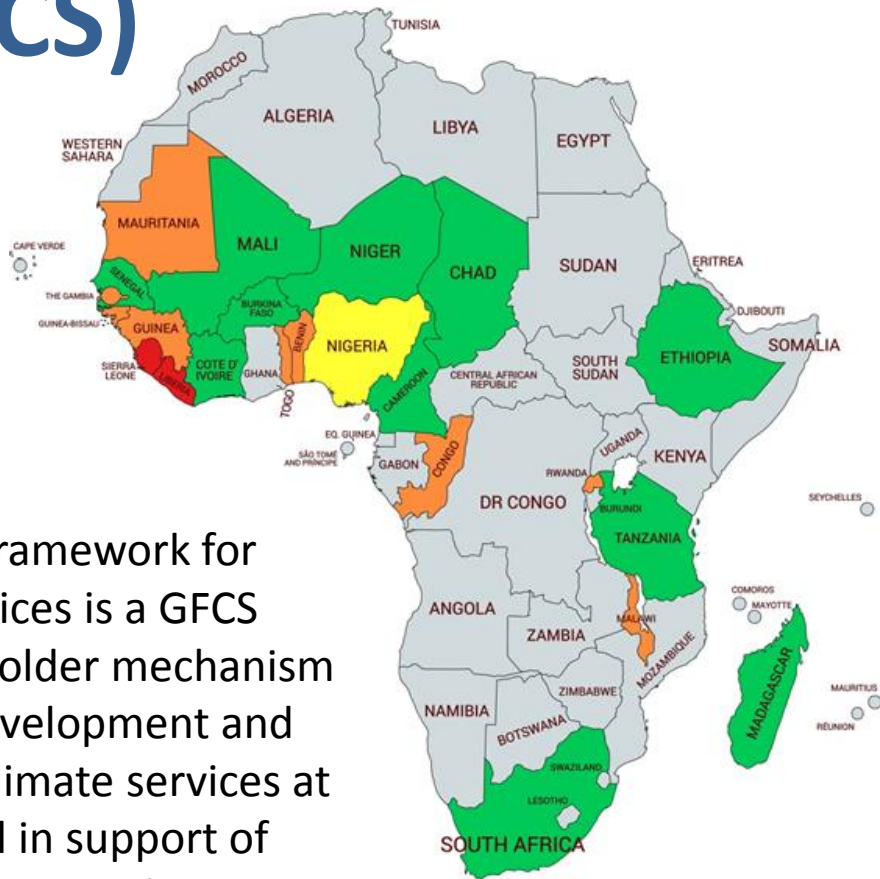 CS)
TUNISIA
MOROCCO
ALGERIA
LIBYA
EGYPT
WESTERN
SAHARA
MAURITANIA
MALI
NIGER
CHAD
SUDAN
ERITREA
CAPE VERDE
SENEGAL
THE GAMBIA
GUINEA-BISSAU
GUINEA
BURKINA
FASO
BENIN
NIGERIA
DJIBOUTI
SOMALIA
ETHIOPIA
SIERRA
LEONE
LIBERIA
COTE D'
IVOIRE
GHANA
TOGO
CAMEROON
CENTRAL AFRICAN
REPUBLIC
SOUTH
SUDAN
EQ. GUINEA
SÃO TOMÉ
AND PRÍNCIPE
GABON
CONGO
UGANDA
KENYA
RWANDA
DR CONGO
BURUNDI
TANZANIA
SEYCHELLES
ramework for
ices is a GFCS
older mechanism
velopment and
limate services at
l in support of
COMOROS
MAYOTTE
ANGOLA
ZAMBIA
MALAWI
MOZAMBIQUE
MADAGASCAR
NAMIBIA
ZIMBABWE
BOTSWANA
MAURITIUS
RÉUNION
SWAZILAND
LESOTHO
SOUTH AFRICA